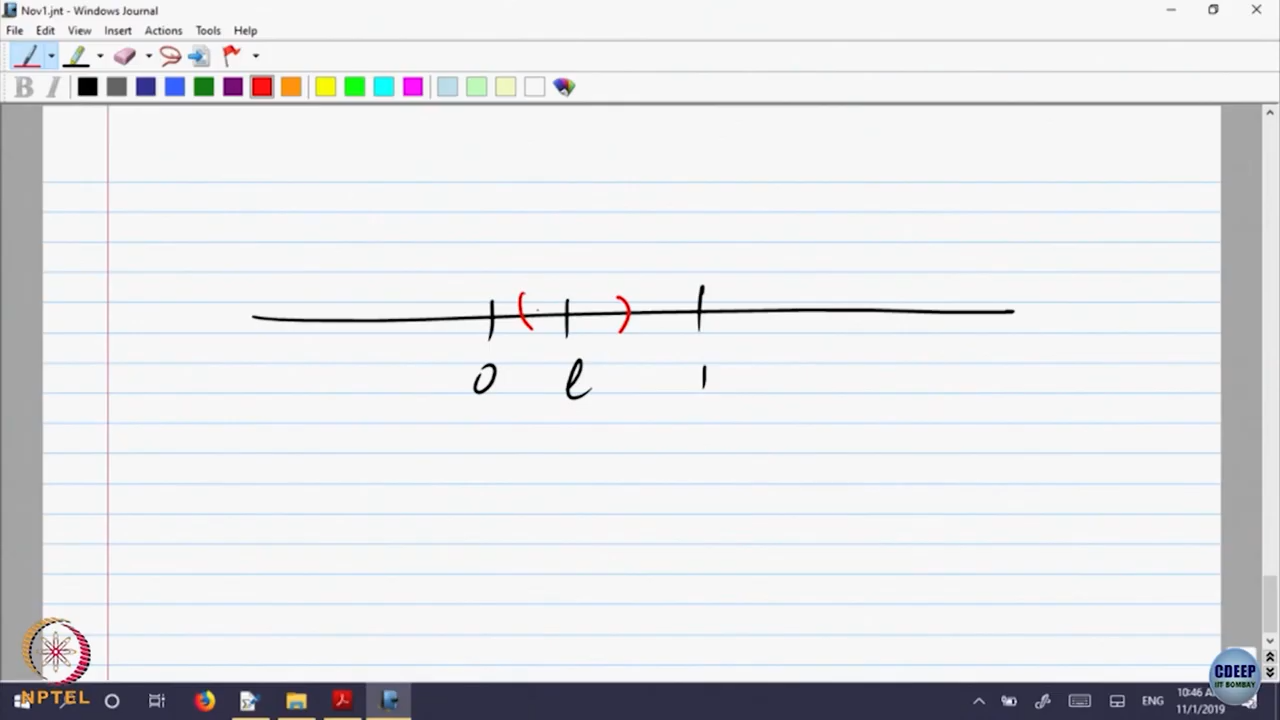 Nov1.jnt - Windows Journal
File Edit View Insert Actions Tools Help
B I
0 l 1
NPTEL
CDEEP
IIT BOMBAY
ENG
10:46 A
11/1/2019